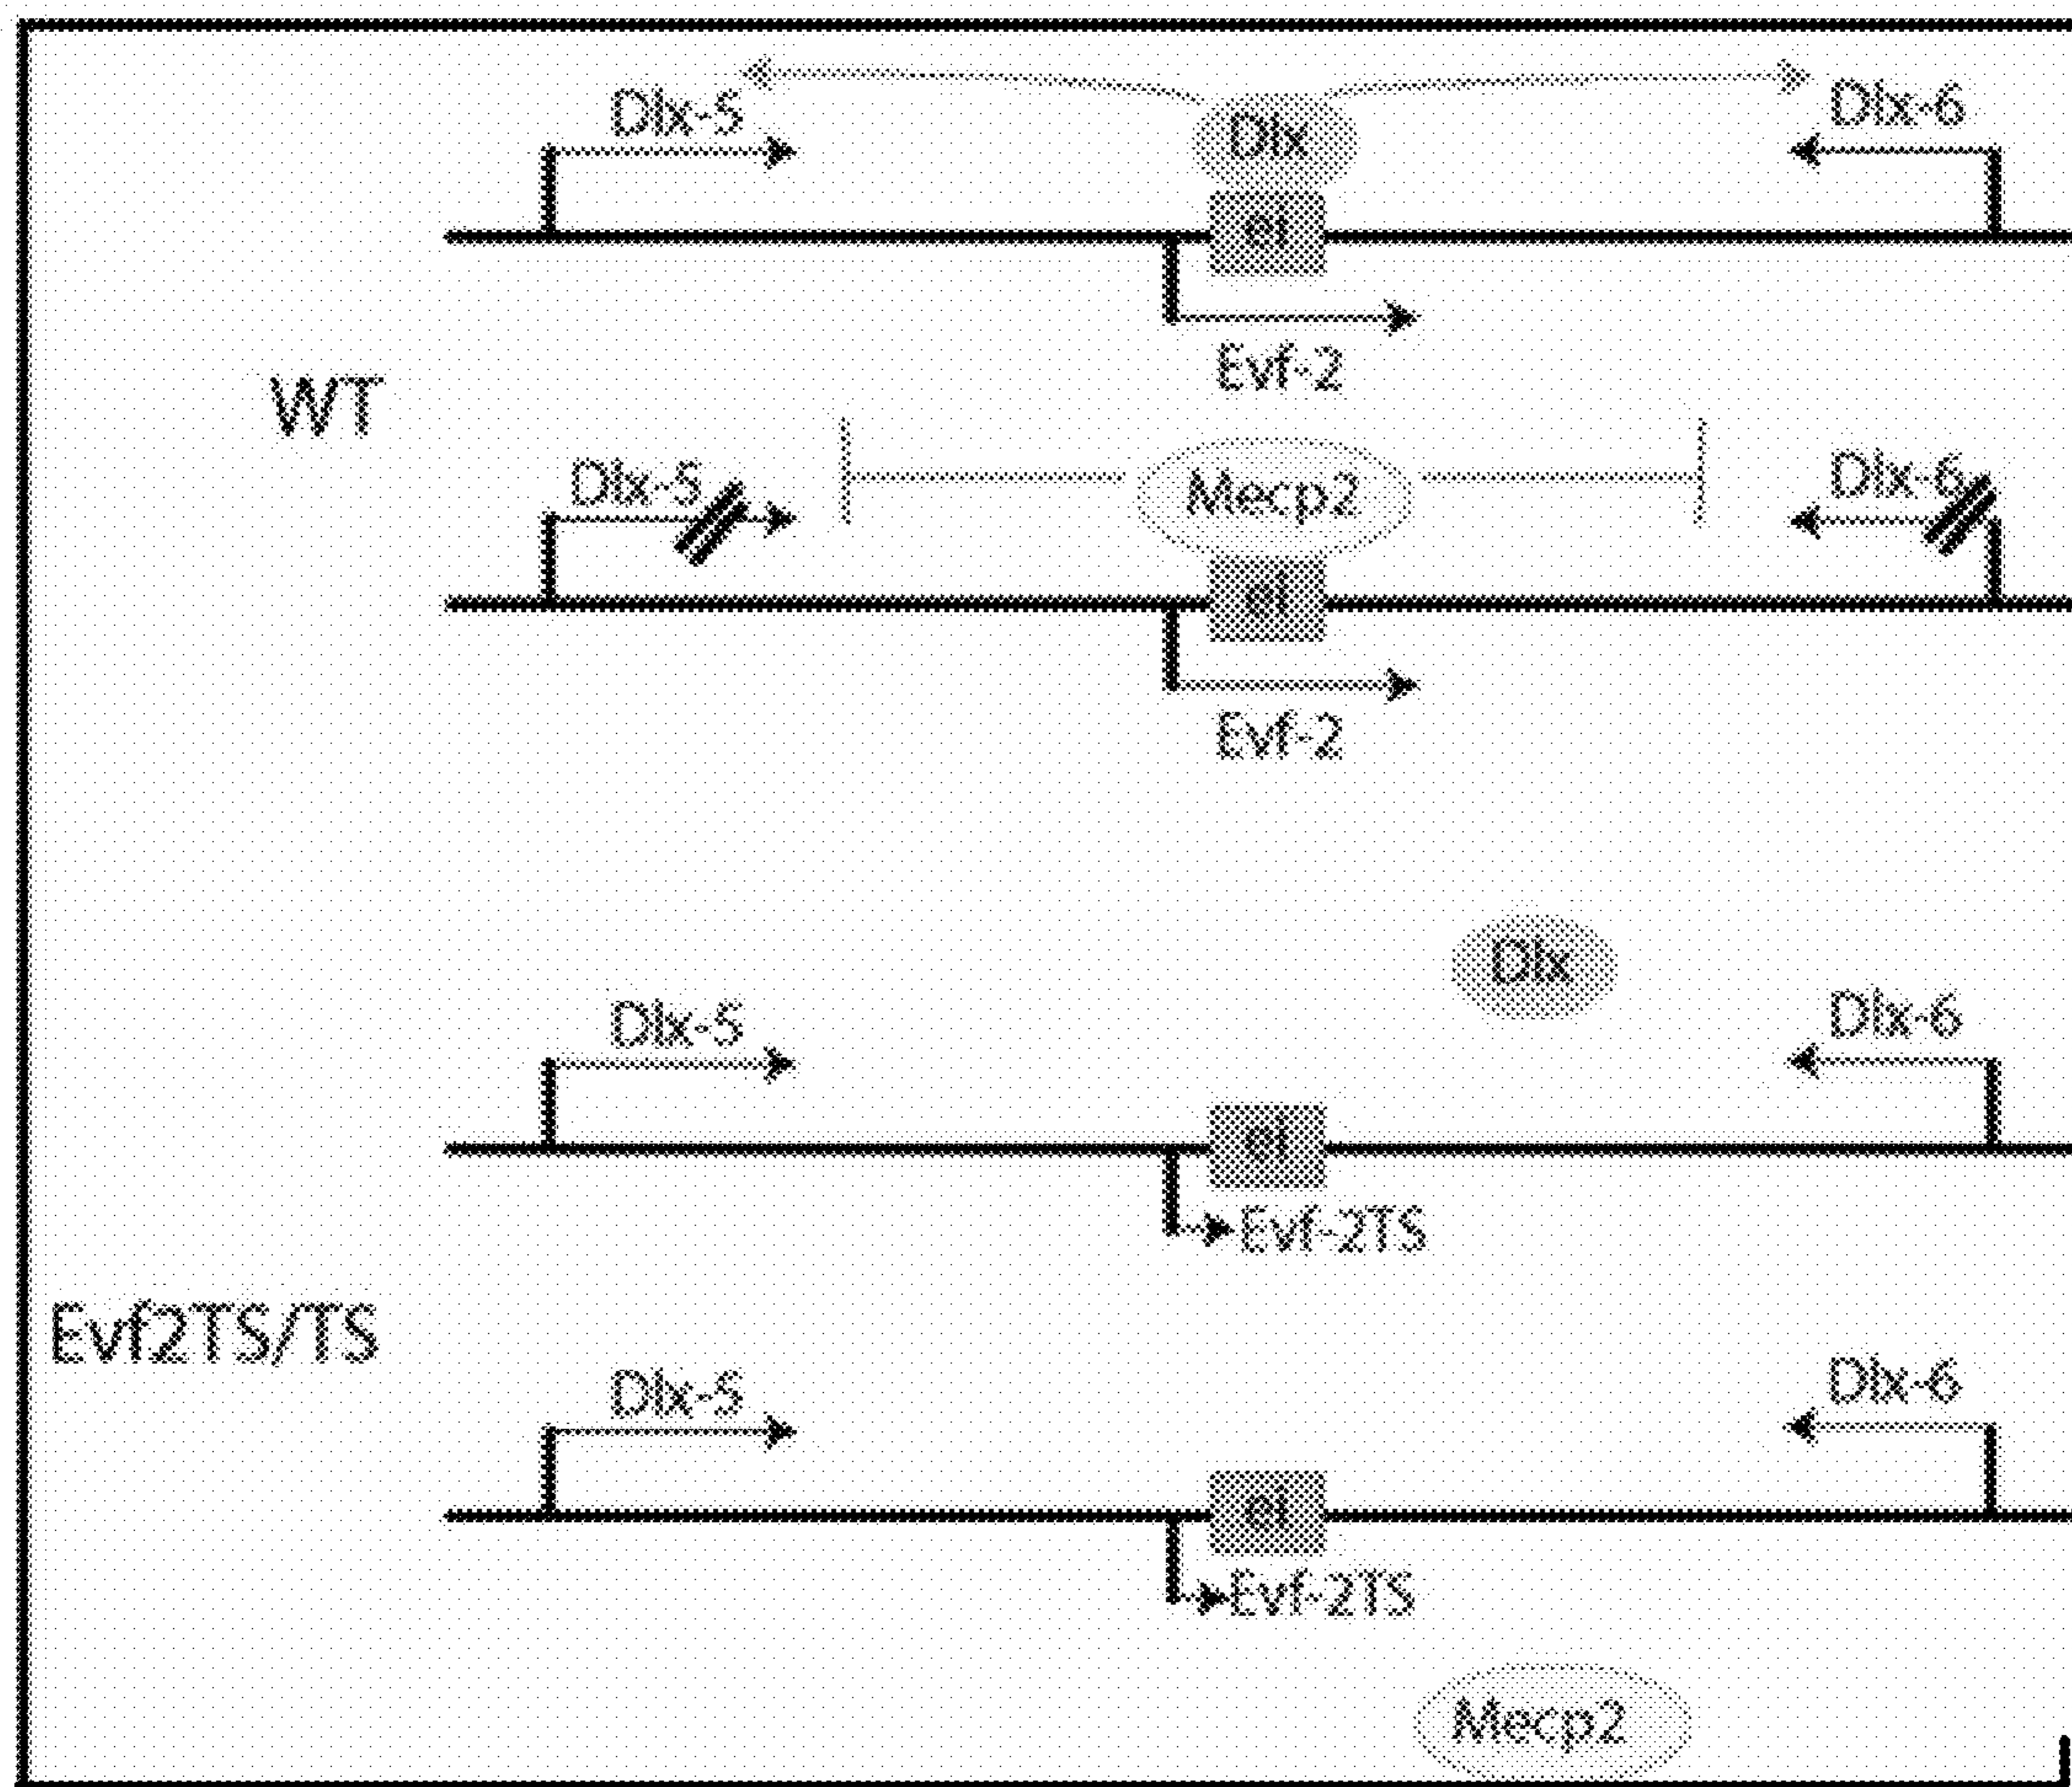 Dlx-5
Dlx
Dlx-6
ei
Evf-2
WT
Dlx-5
Mecp2
Dlx-6
ei
Evf-2
Dlx
Dlx-5
Dlx-6
ei
Evf-2TS
Evf2TS/TS
Dlx-5
Dlx-6
ei
Evf-2TS
Mecp2